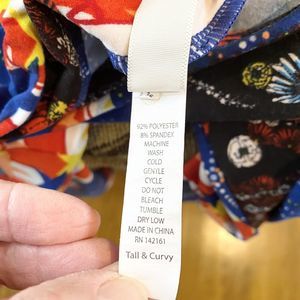 92% POLYESTER
8% SPANDEX
MACHINE
WASH
COLD
GENTLE
CYCLE
DO NOT
BLEACH
TUMBLE
DRY LOW
MADE IN CHINA
RN 142161
Tall & Curvy